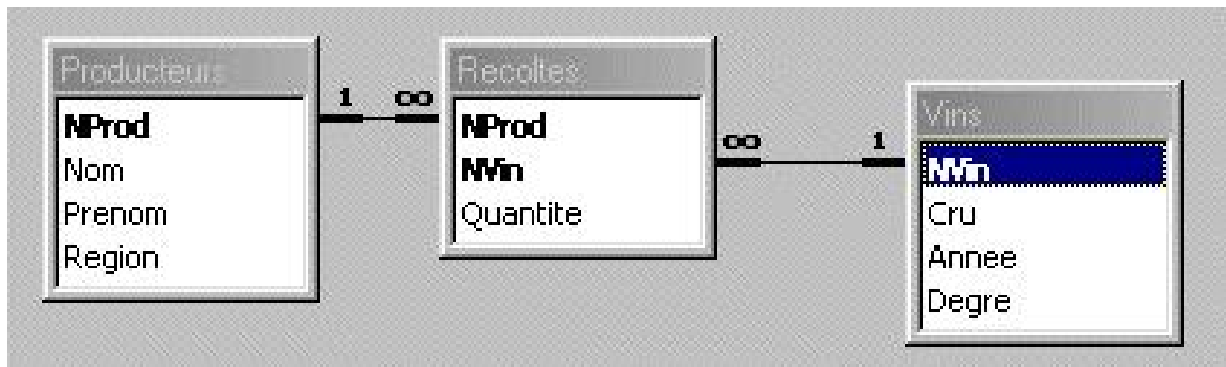 Producteurs
NProd
Nom
Prenom
Region
1 ∞
Recoltes
NProd
NVin
Quantite
∞ 1
Vins
NVin
Cru
Annee
Degre